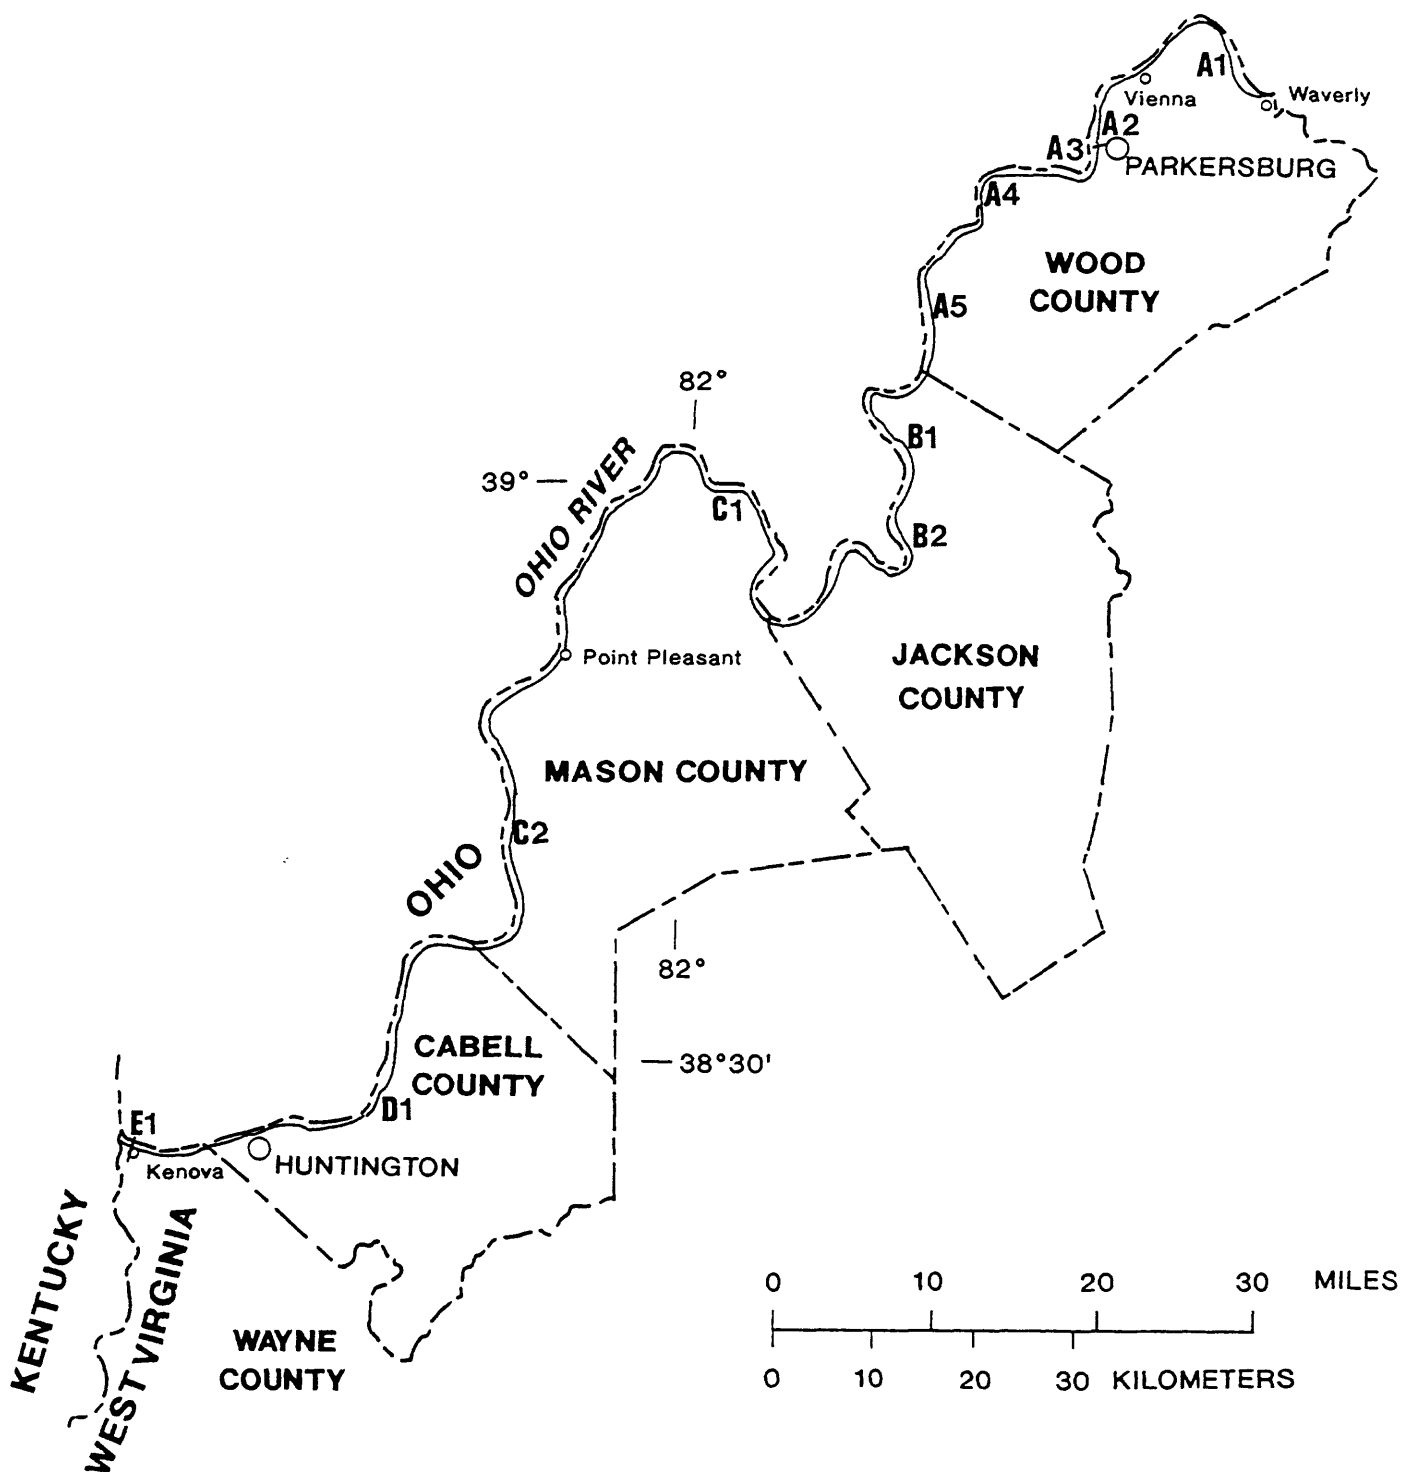 A1
Waverly
Vienna
A2
A3
PARKERSBURG
A4
WOOD
COUNTY
A5
82°
B1
39°
OHIO RIVER
C1
B2
Point Pleasant
JACKSON
COUNTY
MASON COUNTY
C2
OHIO
82°
CABELL
COUNTY
38°30'
D1
E1
Kenova
HUNTINGTON
KENTUCKY
WEST VIRGINIA
WAYNE
COUNTY
0 10 20 30 MILES
0 10 20 30 KILOMETERS